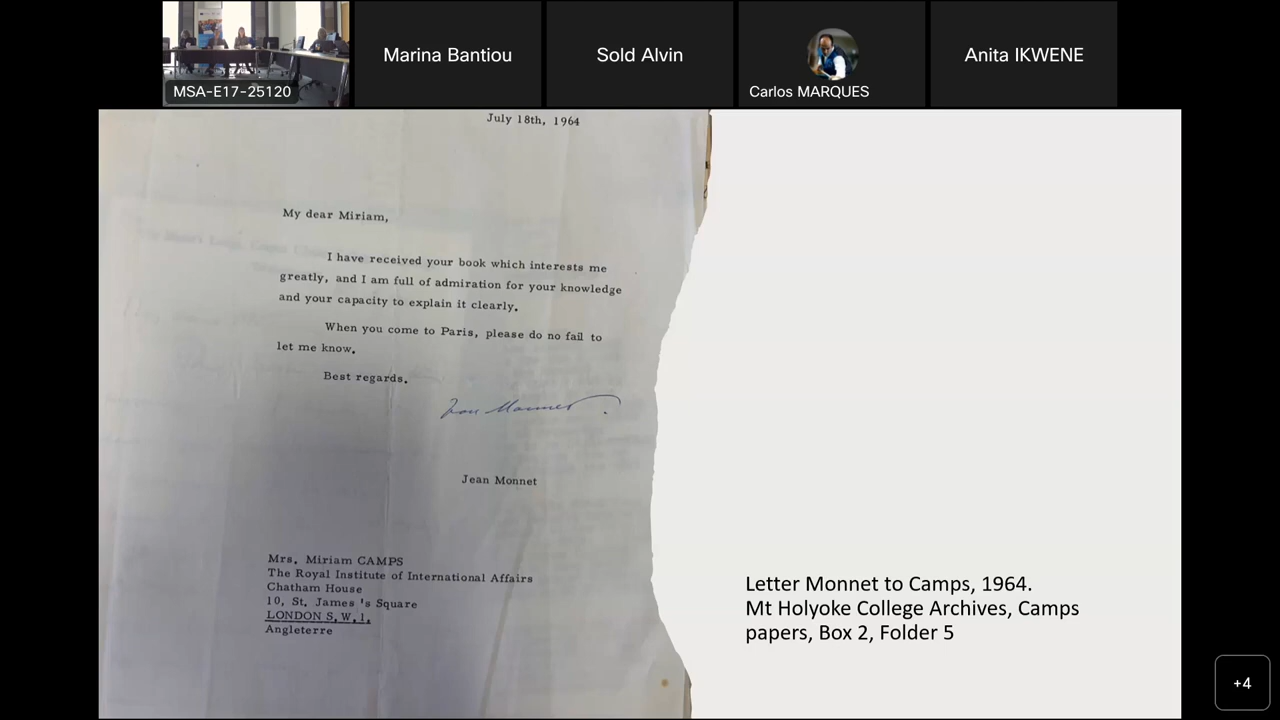 MSA-E17-25120
Marina Bantiou
Sold Alvin
Carlos MARQUES
Anita IKWENE
July 18th, 1964
My dear Miriam,
I have received your book which interests me
greatly, and I am full of admiration for your knowledge
and your capacity to explain it clearly.
When you come to Paris, please do no fail to
let me know.
Best regards.
Jean Monnet.
Jean Monnet
Mrs. Miriam CAMPS
The Royal Institute of International Affairs
Chatham House
10, St. James 's Square
LONDON S.W.1.
Angleterre
Letter Monnet to Camps, 1964.
Mt Holyoke College Archives, Camps
papers, Box 2, Folder 5
+4